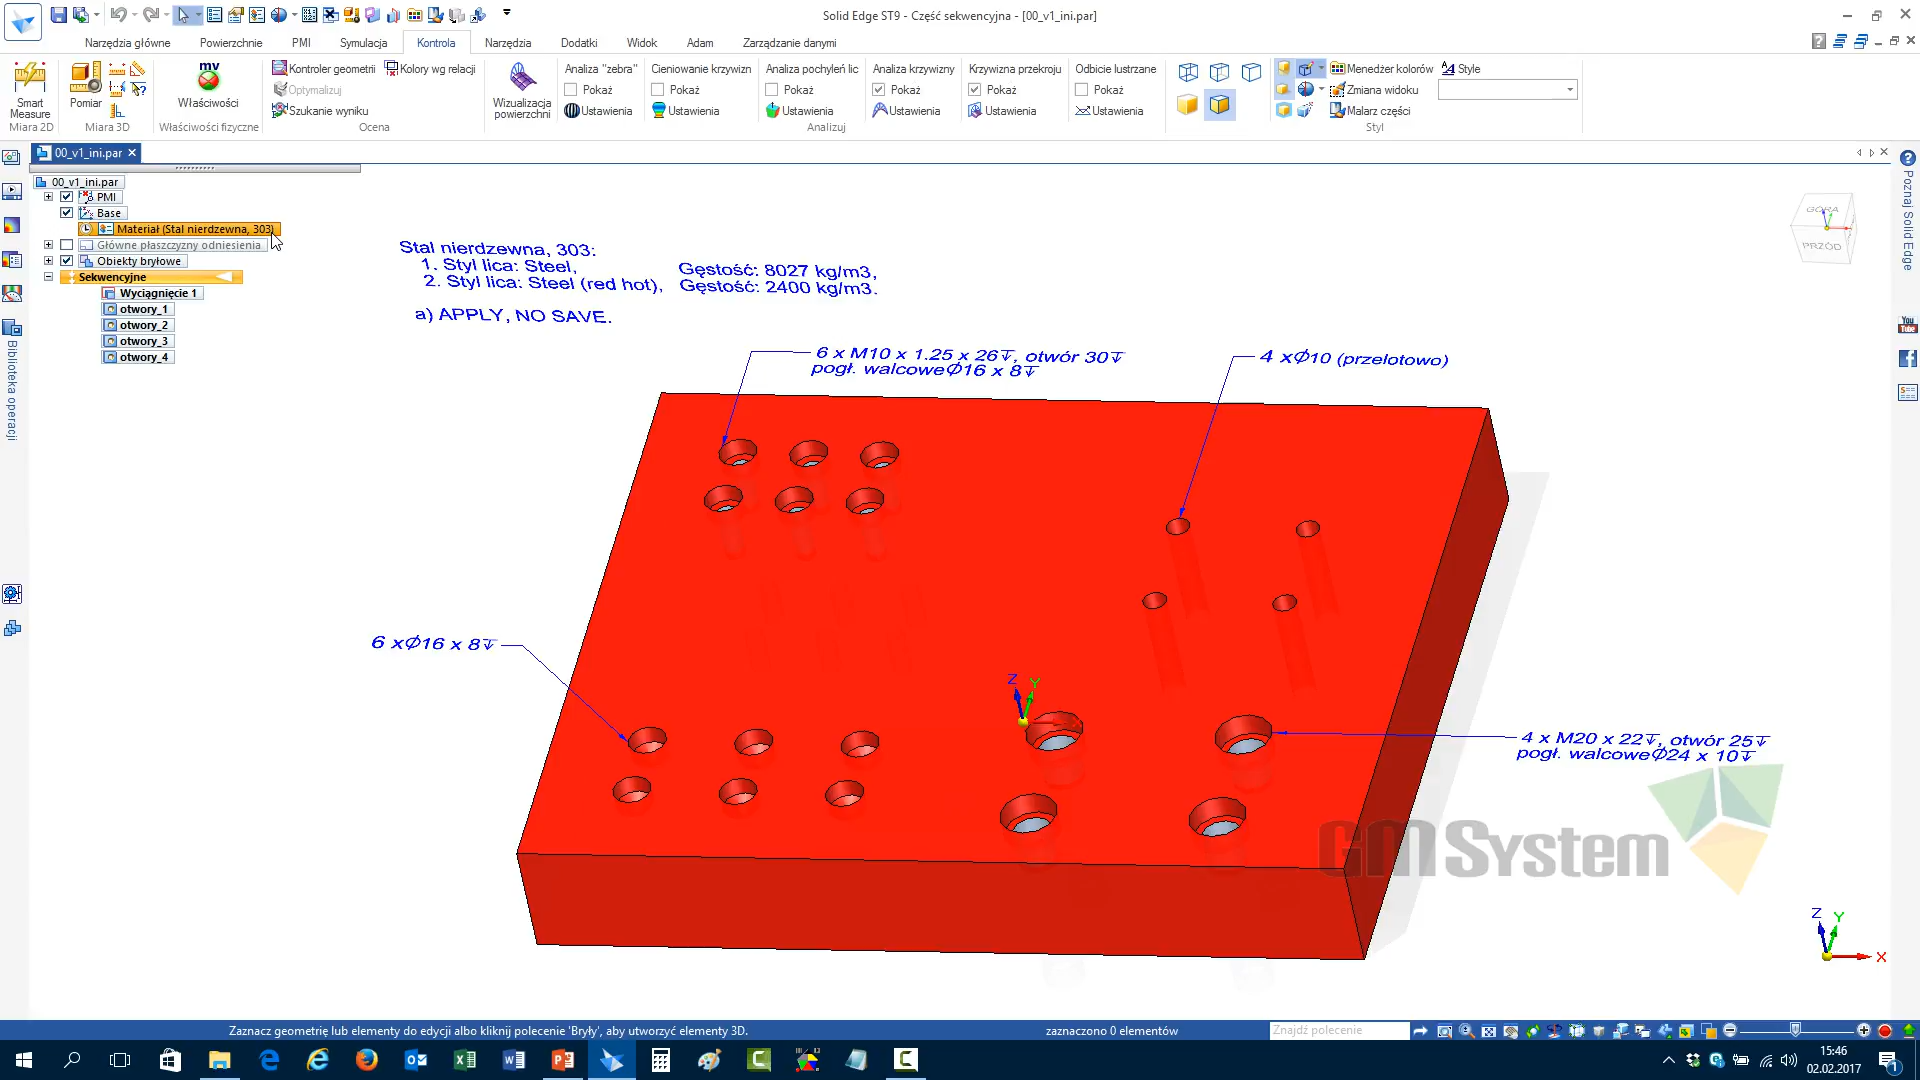 Solid Edge ST9 - Część sekwencyjna - [00_v1_ini.par]
Narzędzia główne
Powierzchnie
PMI
Symulacja
Kontrola
Narzędzia
Dodatki
Widok
Adam
Zarządzanie danymi
Smart Measure
Miara 2D
Pomiar
Miara 3D
mv
Właściwości
Właściwości fizyczne
Kontroler geometrii
Kolory wg relacji
Optymalizuj
Szukanie wyniku
Ocena
Wizualizacja powierzchni
Analiza "zebra"
Pokaż
Ustawienia
Cieniowanie krzywizn
Pokaż
Ustawienia
Analiza pochyleń lic
Pokaż
Ustawienia
Analizuj
Analiza krzywizny
Pokaż
Ustawienia
Krzywizna przekroju
Pokaż
Ustawienia
Odbicie lustrzane
Pokaż
Ustawienia
Menedżer kolorów
Style
Zmiana widoku
Malarz części
Styl
00_v1_ini.par
00_v1_ini.par
PMI
Base
Materiał (Stal nierdzewna, 303)
Główne płaszczyzny odniesienia
Obiekty bryłowe
Sekwencyjne
Wyciągnięcie 1
otwory_1
otwory_2
otwory_3
otwory_4
Biblioteka operacji
Poznaj Solid Edge
You Tube
GÓRA
PRZÓD
Stal nierdzewna, 303:
1. Styl lica: Steel, Gęstość: 8027 kg/m3,
2. Styl lica: Steel (red hot), Gęstość: 2400 kg/m3.
a) APPLY, NO SAVE.
6 x M10 x 1.25 x 26↧, otwór 30↧
pogł. walcowe∅16 x 8↧
4 x∅10 (przelotowo)
6 x∅16 x 8↧
Z
Y
4 x M20 x 22↧, otwór 25↧
pogł. walcowe∅24 x 10↧
GMSystem
Z
Y
X
Zaznacz geometrię lub elementy do edycji albo kliknij polecenie 'Bryły', aby utworzyć elementy 3D.
zaznaczono 0 elementów
Znajdź polecenie
15:46
02.02.2017